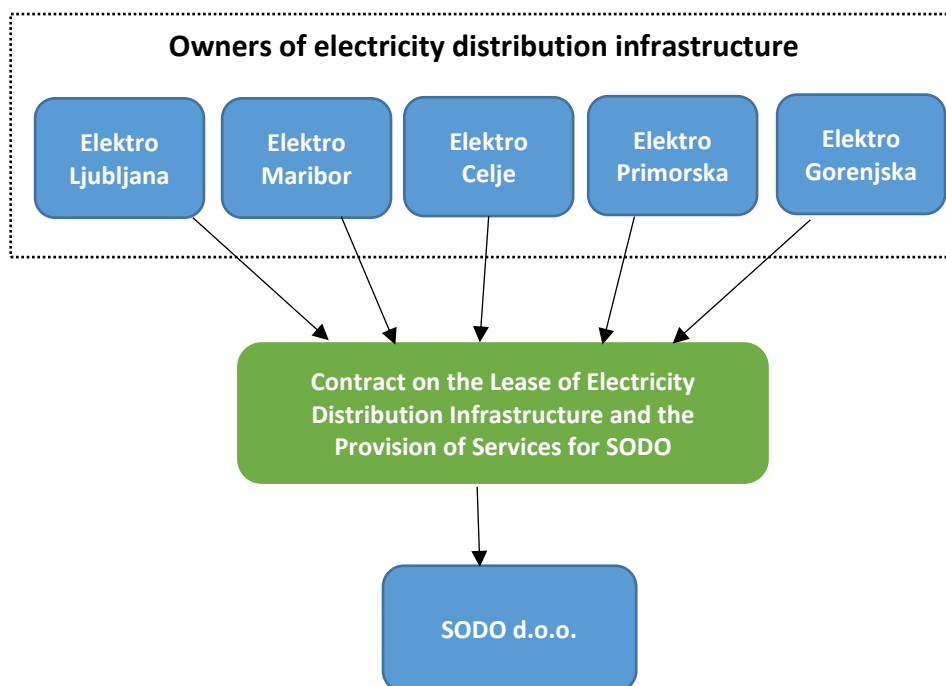 Owners of electricity distribution infrastructure
Elektro
Ljubljana
Elektro
Maribor
Elektro
Celje
Elektro
Primorska
Elektro
Gorenjska
Contract on the Lease of Electricity
Distribution Infrastructure and the
Provision of Services for SODO
SODO d.o.o.